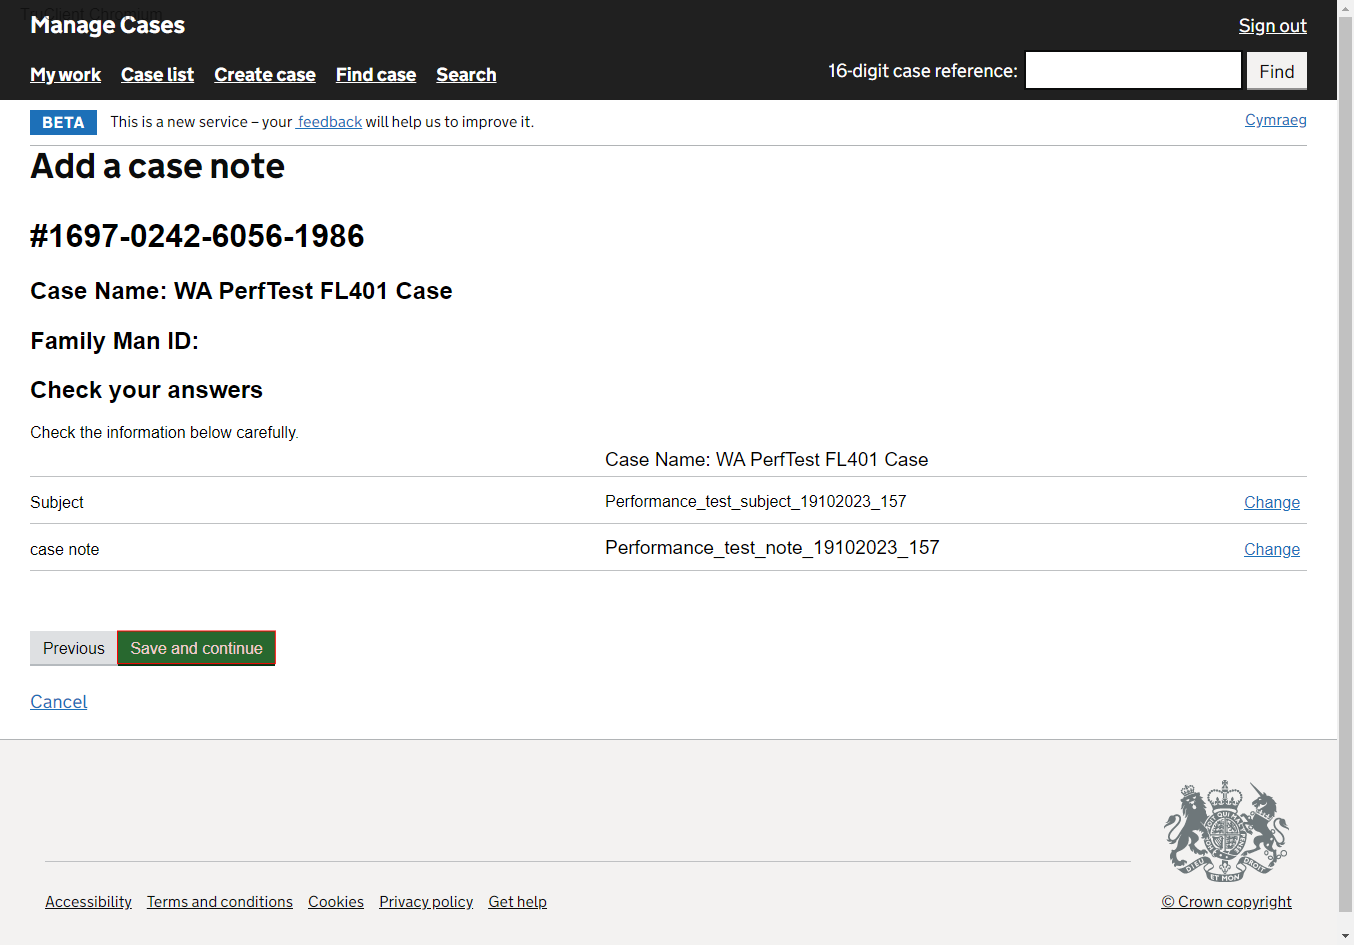 TruClient Chromium
Manage Cases
Sign out
My work Case list Create case Find case Search
16-digit case reference: Find
BETA This is a new service – your feedback will help us to improve it.
Cymraeg
Add a case note
#1697-0242-6056-1986
Case Name: WA PerfTest FL401 Case
Family Man ID:
Check your answers
Check the information below carefully.
Case Name: WA PerfTest FL401 Case
Subject Performance_test_subject_19102023_157 Change
case note Performance_test_note_19102023_157 Change
Previous Save and continue
Cancel
DIEU ET MON DROIT
Accessibility Terms and conditions Cookies Privacy policy Get help
© Crown copyright